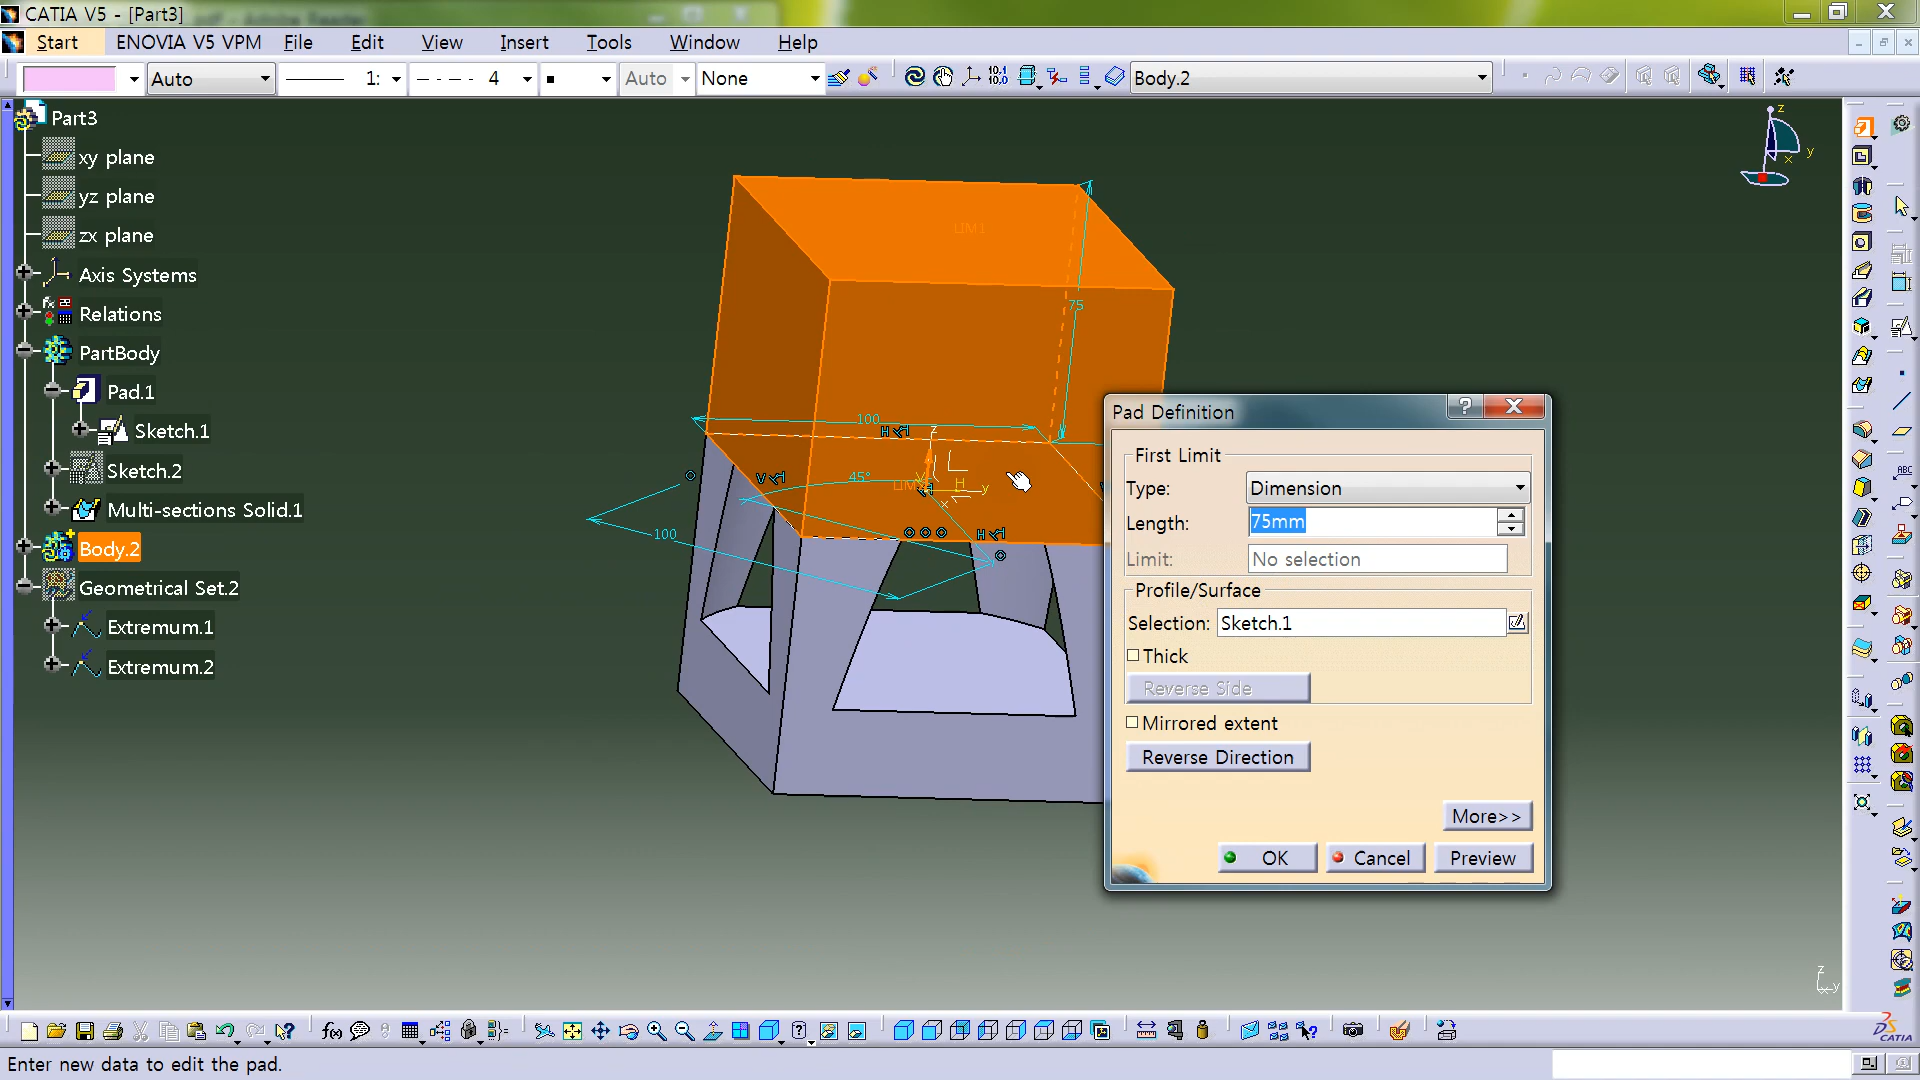 CATIA V5 - [Part3]
Start ENOVIA V5 VPM File Edit View Insert Tools Window Help
Auto 1: 4 Auto None Body.2
Part3
xy plane
yz plane
zx plane
Axis Systems
Relations
PartBody
Pad.1
Sketch.1
Sketch.2
Multi-sections Solid.1
Body.2
Geometrical Set.2
Extremum.1
Extremum.2
LIM1
75
100
45°
100
Pad Definition
First Limit
Type: Dimension
Length: 75mm
Limit: No selection
Profile/Surface
Selection: Sketch.1
Thick
Reverse Side
Mirrored extent
Reverse Direction
More>>
OK Cancel Preview
Enter new data to edit the pad.